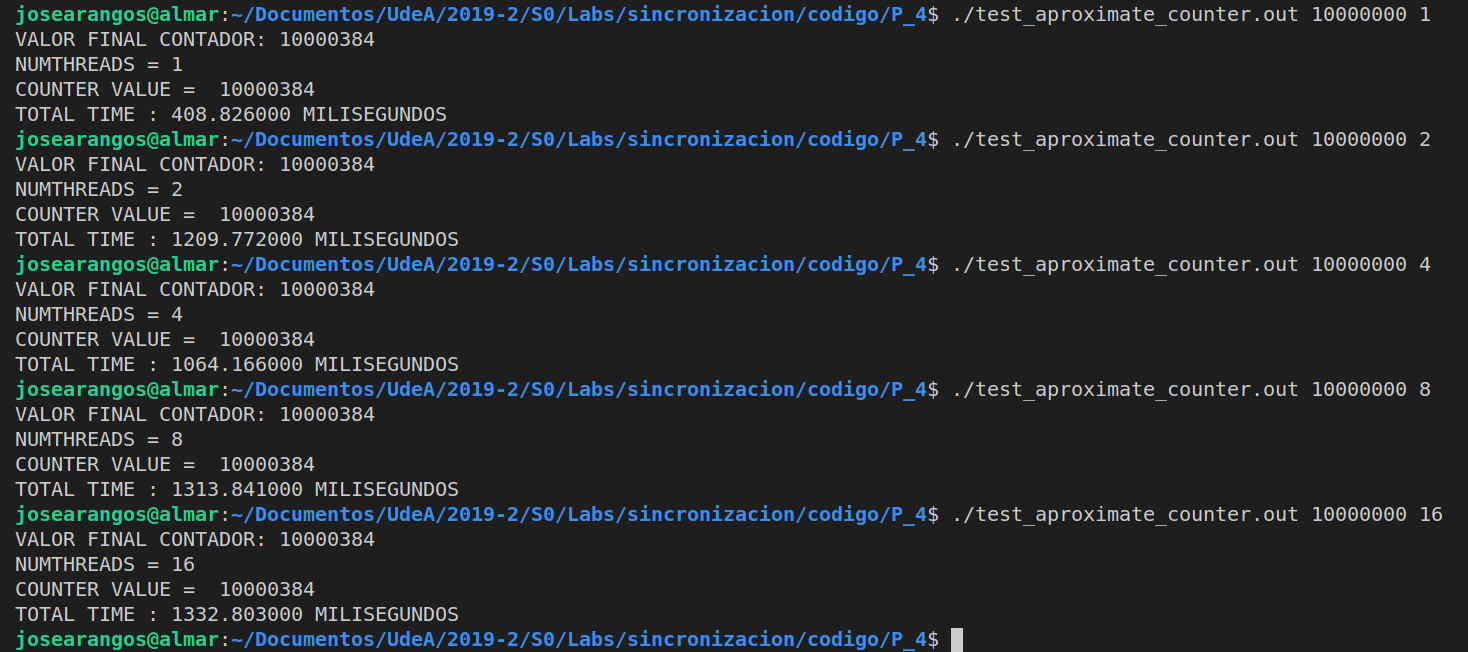 josearangos@almar:~/Documentos/UdeA/2019-2/S0/Labs/sincronizacion/codigo/P_4$ ./test_aproximate_counter.out 10000000 1
VALOR FINAL CONTADOR: 10000384
NUMTHREADS = 1
COUNTER VALUE =  10000384
TOTAL TIME : 408.826000 MILISEGUNDOS
josearangos@almar:~/Documentos/UdeA/2019-2/S0/Labs/sincronizacion/codigo/P_4$ ./test_aproximate_counter.out 10000000 2
VALOR FINAL CONTADOR: 10000384
NUMTHREADS = 2
COUNTER VALUE =  10000384
TOTAL TIME : 1209.772000 MILISEGUNDOS
josearangos@almar:~/Documentos/UdeA/2019-2/S0/Labs/sincronizacion/codigo/P_4$ ./test_aproximate_counter.out 10000000 4
VALOR FINAL CONTADOR: 10000384
NUMTHREADS = 4
COUNTER VALUE =  10000384
TOTAL TIME : 1064.166000 MILISEGUNDOS
josearangos@almar:~/Documentos/UdeA/2019-2/S0/Labs/sincronizacion/codigo/P_4$ ./test_aproximate_counter.out 10000000 8
VALOR FINAL CONTADOR: 10000384
NUMTHREADS = 8
COUNTER VALUE =  10000384
TOTAL TIME : 1313.841000 MILISEGUNDOS
josearangos@almar:~/Documentos/UdeA/2019-2/S0/Labs/sincronizacion/codigo/P_4$ ./test_aproximate_counter.out 10000000 16
VALOR FINAL CONTADOR: 10000384
NUMTHREADS = 16
COUNTER VALUE =  10000384
TOTAL TIME : 1332.803000 MILISEGUNDOS
josearangos@almar:~/Documentos/UdeA/2019-2/S0/Labs/sincronizacion/codigo/P_4$